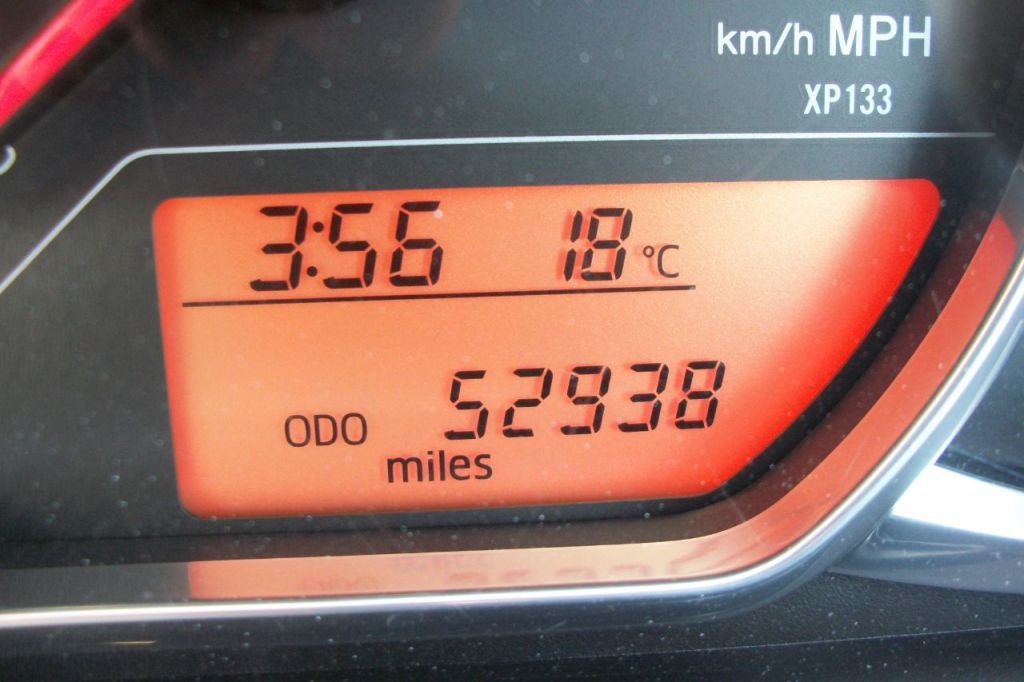 km/h MPH
XP133
3:56 18 °C
ODO 52938
miles